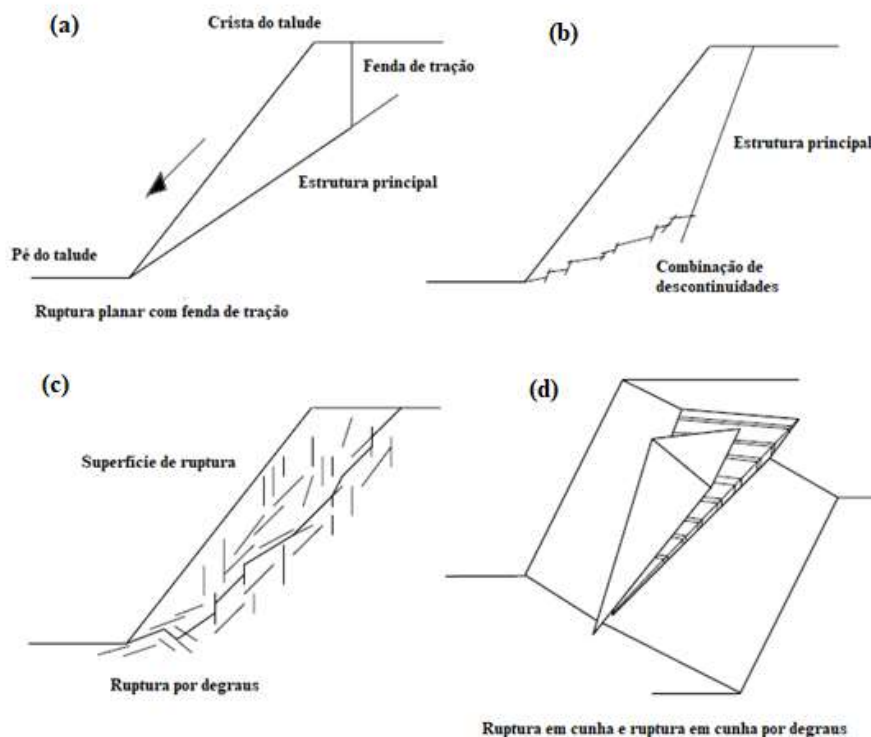 (a)
Crista do talude
Fenda de tração
Estrutura principal
Pé do talude
Ruptura planar com fenda de tração
(b)
Estrutura principal
Combinação de
descontinuidades
(c)
Superfície de ruptura
Ruptura por degraus
(d)
Ruptura em cunha e ruptura em cunha por degraus